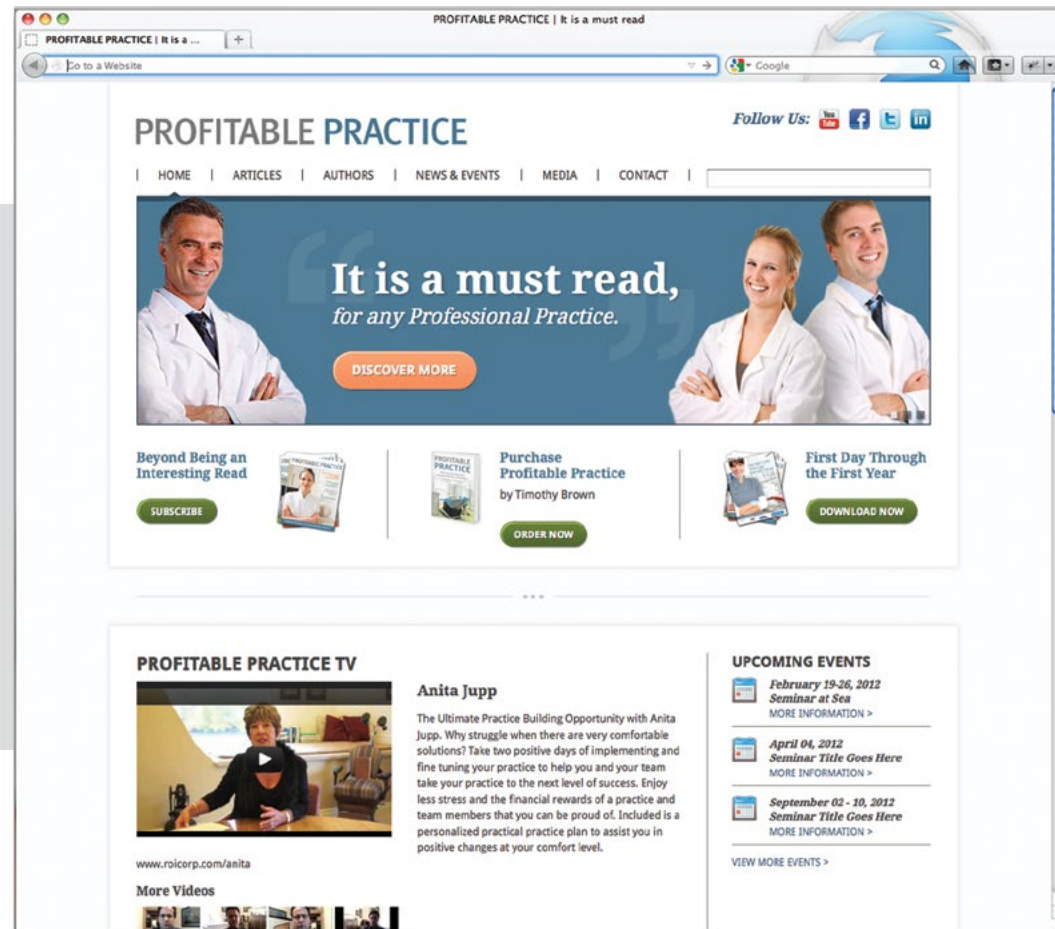 PROFITABLE PRACTICE | It is a must read
PROFITABLE PRACTICE | It is a ...
Go to a Website
Google
PROFITABLE PRACTICE
Follow Us:
You Tube
HOME | ARTICLES | AUTHORS | NEWS & EVENTS | MEDIA | CONTACT
It is a must read,
for any Professional Practice.
DISCOVER MORE
Beyond Being an
Interesting Read
SUBSCRIBE
PROFITABLE
PRACTICE
Purchase
Profitable Practice
by Timothy Brown
ORDER NOW
First Day Through
the First Year
DOWNLOAD NOW
PROFITABLE PRACTICE TV
Anita Jupp
The Ultimate Practice Building Opportunity with Anita
Jupp. Why struggle when there are very comfortable
solutions? Take two positive days of implementing and
fine tuning your practice to help you and your team
take your practice to the next level of success. Enjoy
less stress and the financial rewards of a practice and
team members that you can be proud of. Included is a
personalized practical practice plan to assist you in
positive changes at your comfort level.
www.roicorp.com/anita
More Videos
UPCOMING EVENTS
February 19-26, 2012
Seminar at Sea
MORE INFORMATION >
April 04, 2012
Seminar Title Goes Here
MORE INFORMATION >
September 02 - 10, 2012
Seminar Title Goes Here
MORE INFORMATION >
VIEW MORE EVENTS >